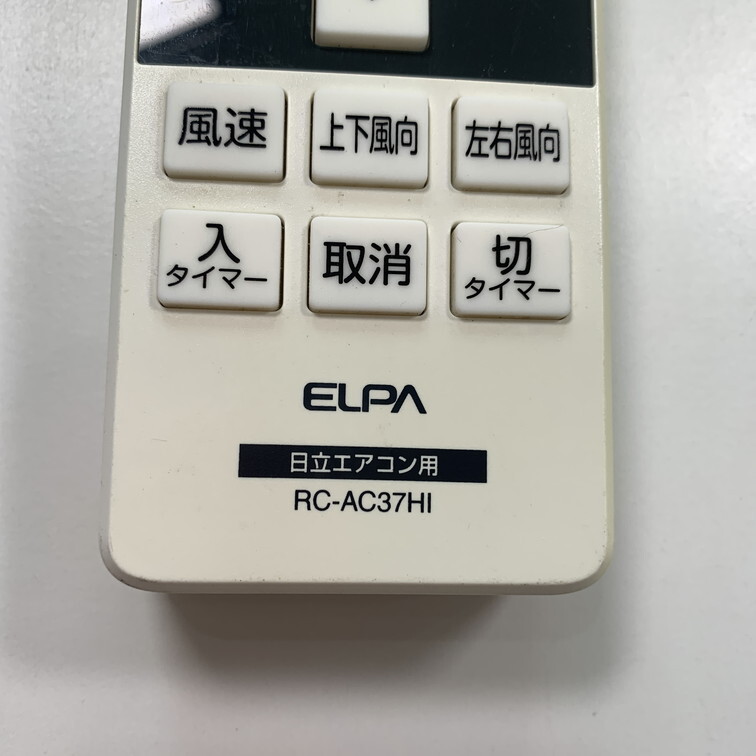 風速
上下風向
左右風向
入
タイマー
取消
切
タイマー
ELPA
日立エアコン用
RC-AC37HI